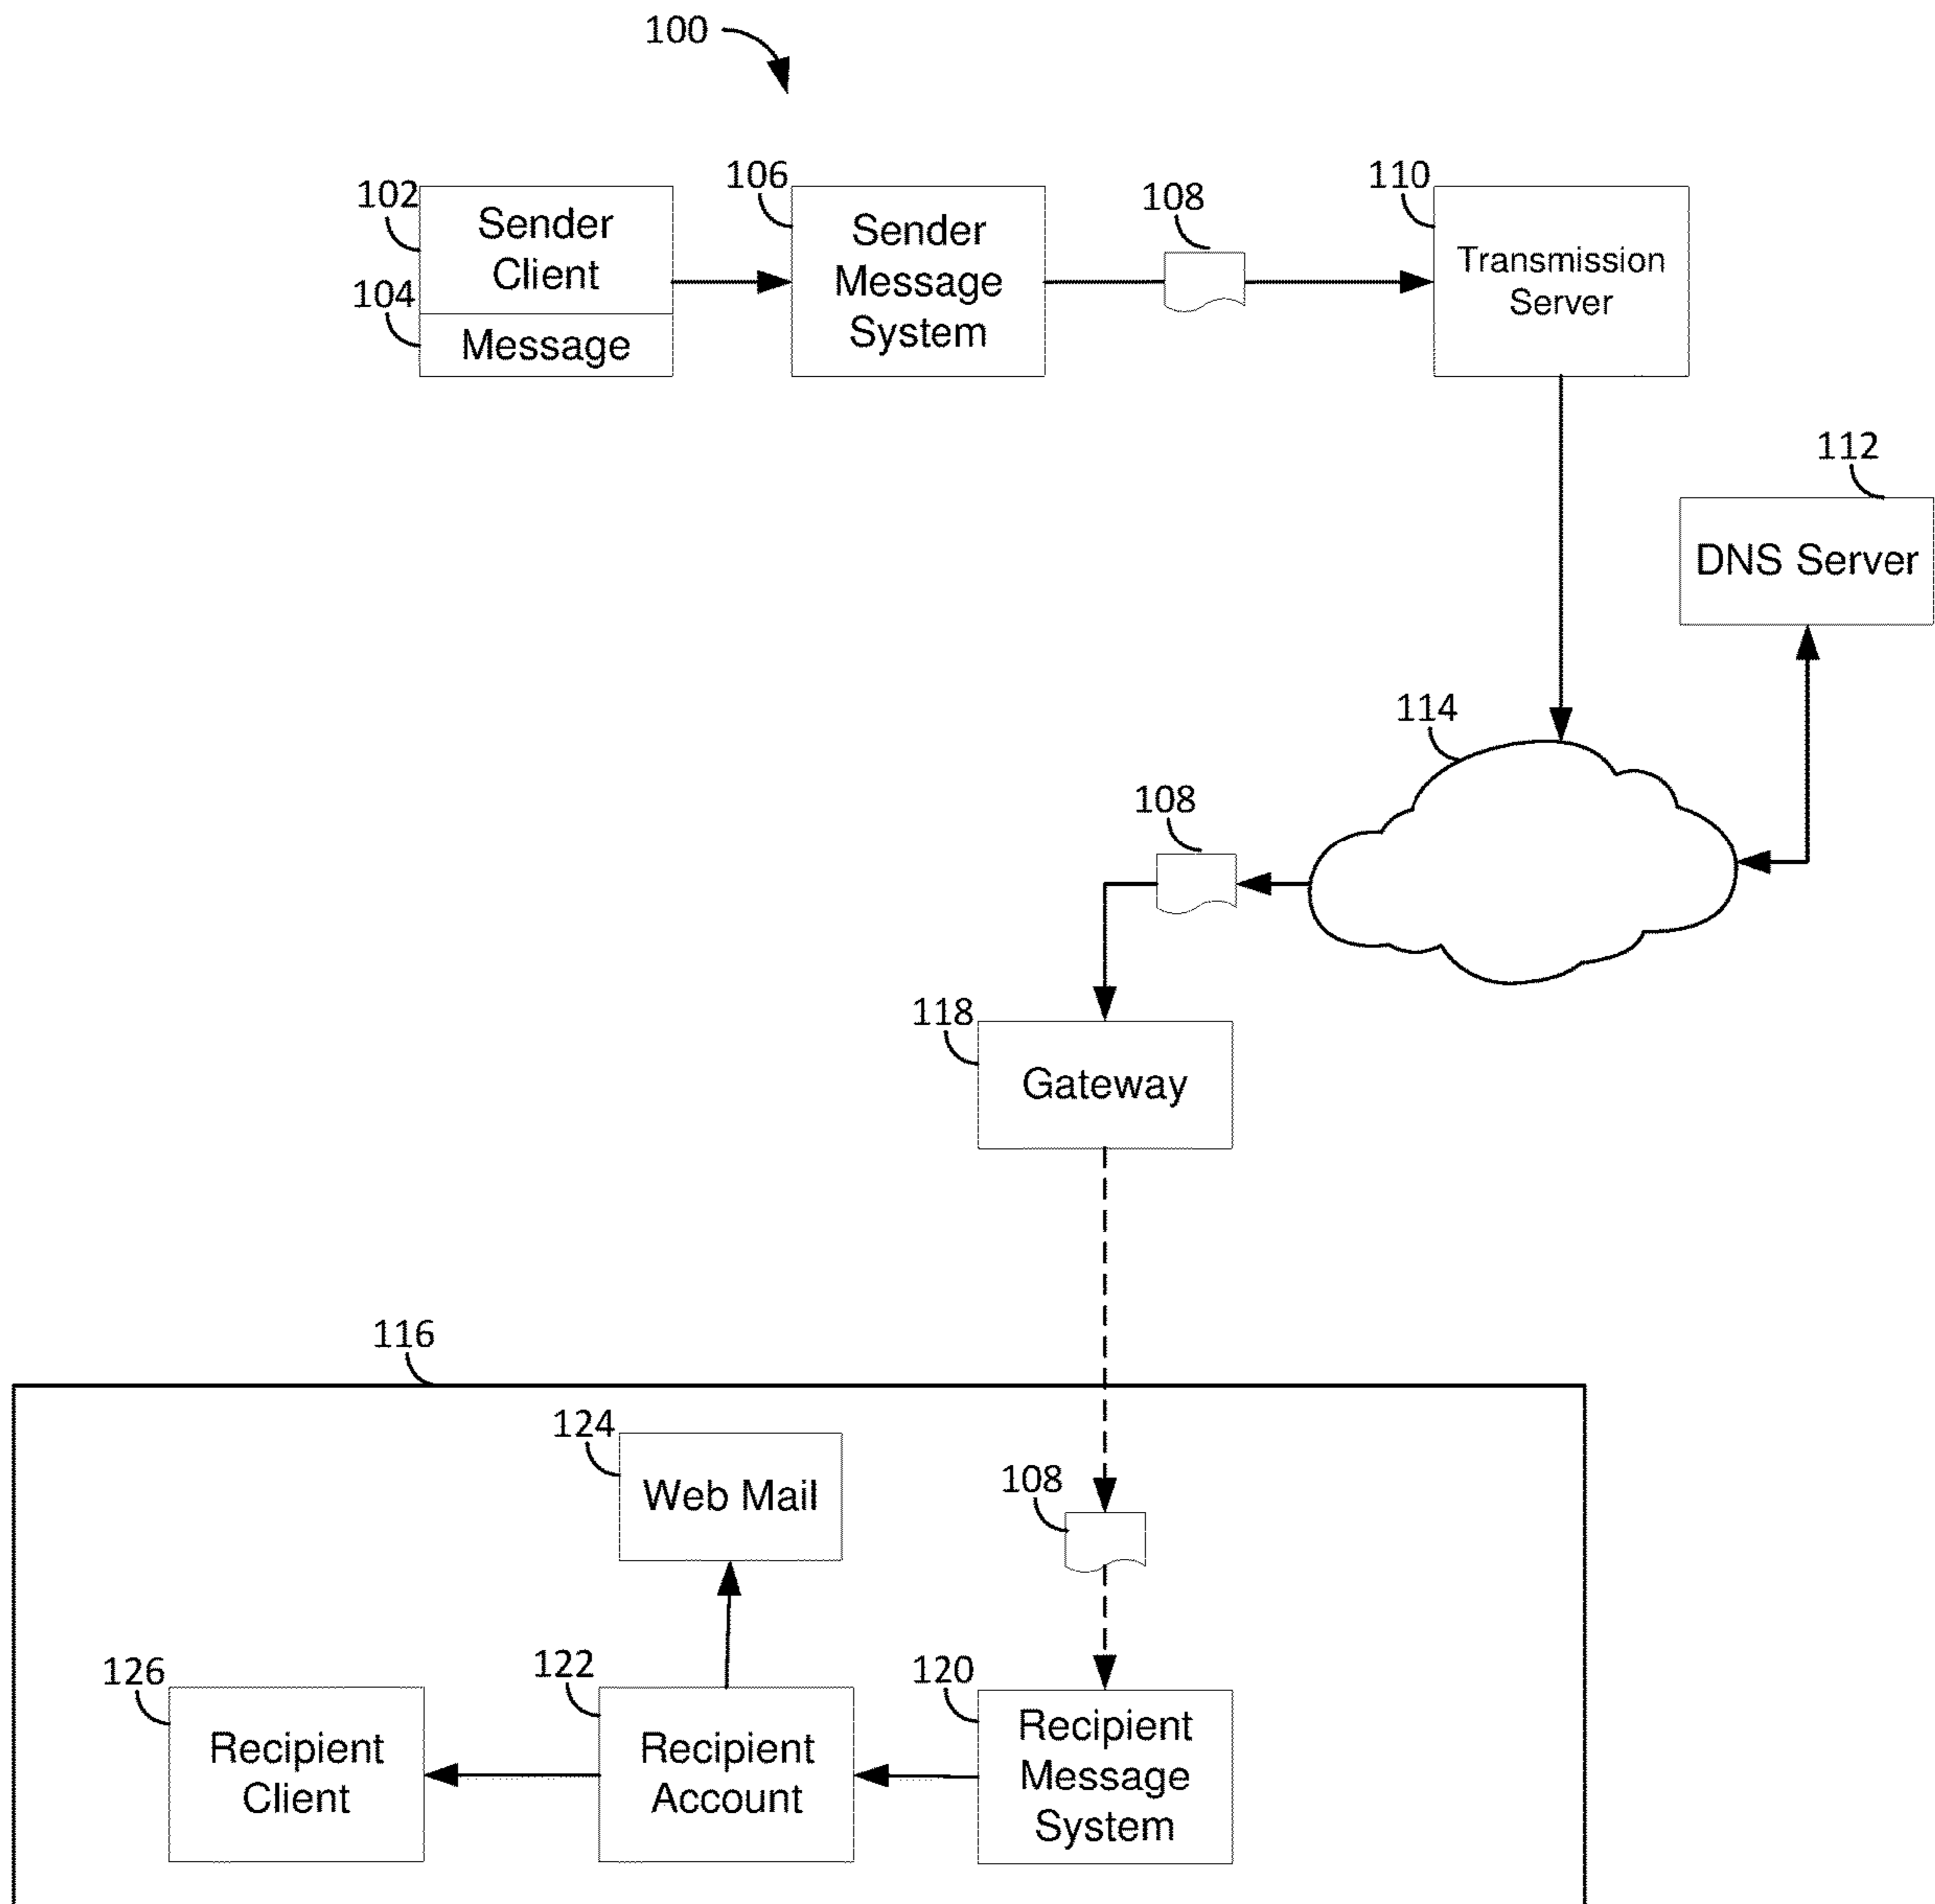 100
102
Sender
Client
104
Message
106
Sender
Message
System
108
110
Transmission
Server
112
DNS Server
114
108
118
Gateway
116
124
Web Mail
108
126
Recipient
Client
122
Recipient
Account
120
Recipient
Message
System